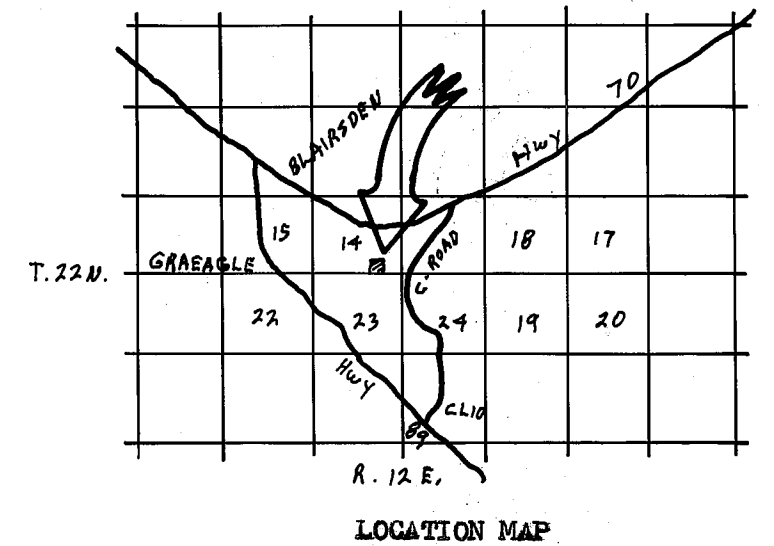 70
BLAIRSDEN
HWY
15
14
ROAD
18
17
T. 22 N.
GRAEAGLE
22
23
24
19
20
HWY
CLIO
89
R. 12 E.
LOCATION MAP